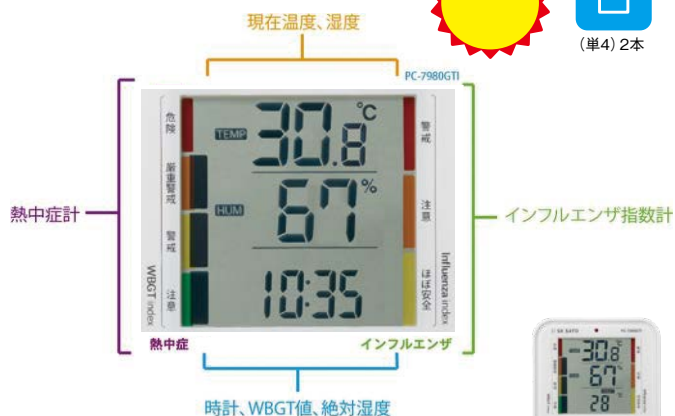 現在温度、湿度
(単4)2本
PC-7980GTI
危険
厳重警戒
警戒
注意
WBGT index
TEMP
30.8℃
HUM
67%
10:35
警戒
注意
ほぼ安全
Influenza index
熱中症計
インフルエンザ指数計
熱中症
インフルエンザ
時計、WBGT値、絶対湿度
30.8
67
28